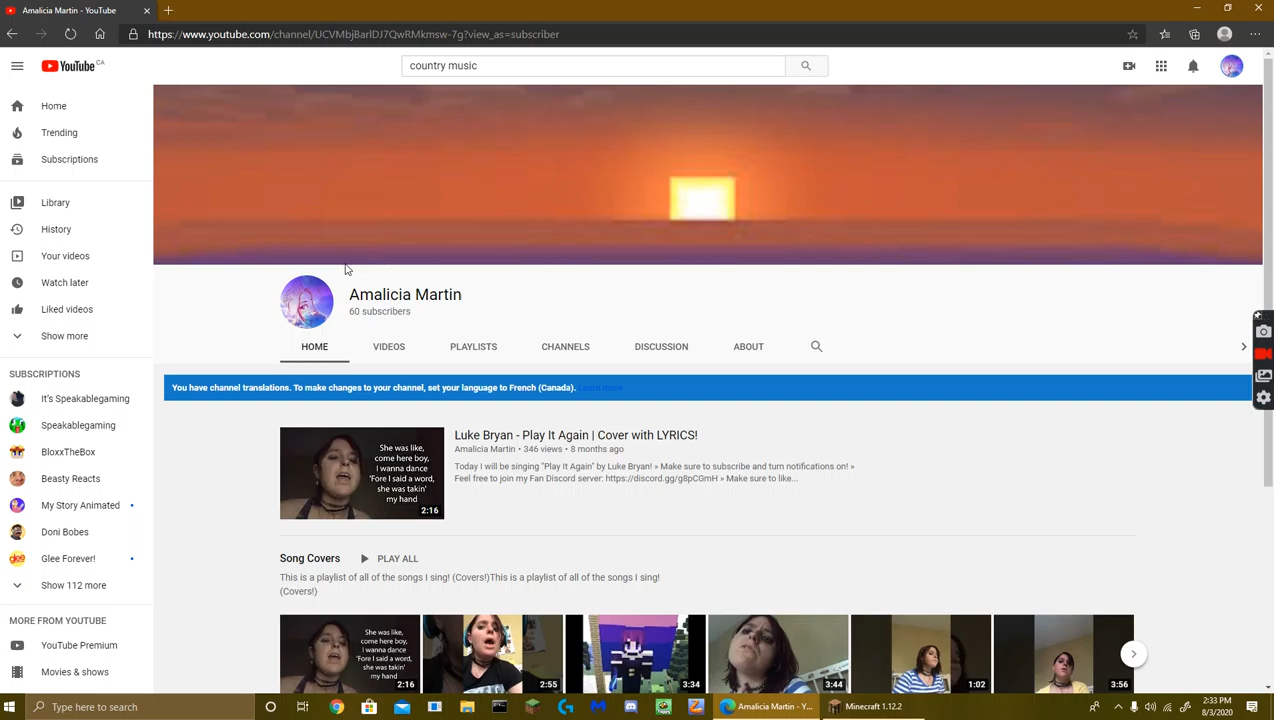 Amalicia Martin - YouTube
https://www.youtube.com/channel/UCVMbjBarlDJ7QwRMkmsw-7g?view_as=subscriber
YouTube CA
country music
Home
Trending
Subscriptions
Library
History
Your videos
Watch later
Liked videos
Show more
SUBSCRIPTIONS
It's Speakablegaming
Speakablegaming
BloxxTheBox
Beasty Reacts
My Story Animated
Doni Bobes
Glee Forever!
Show 112 more
MORE FROM YOUTUBE
YouTube Premium
Movies & shows
Amalicia Martin
60 subscribers
HOME VIDEOS PLAYLISTS CHANNELS DISCUSSION ABOUT
You have channel translations. To make changes to your channel, set your language to French (Canada). Learn more
She was like,
come here boy,
I wanna dance
'Fore I said a word,
she was takin'
my hand
2:16
Luke Bryan - Play It Again | Cover with LYRICS!
Amalicia Martin • 346 views • 8 months ago
Today I will be singing "Play It Again" by Luke Bryan! » Make sure to subscribe and turn notifications on! »
Feel free to join my Fan Discord server: https://discord.gg/g8pCGmH » Make sure to like...
Song Covers PLAY ALL
This is a playlist of all of the songs I sing! (Covers!)This is a playlist of all of the songs I sing!
(Covers!)
She was like,
come here boy,
I wanna dance
'Fore I said a word,
she was takin'
my hand
2:16
2:55
3:34
3:44
1:02
3:56
Type here to search
Amalicia Martin - Y...
Minecraft 1.12.2
2:33 PM
8/3/2020